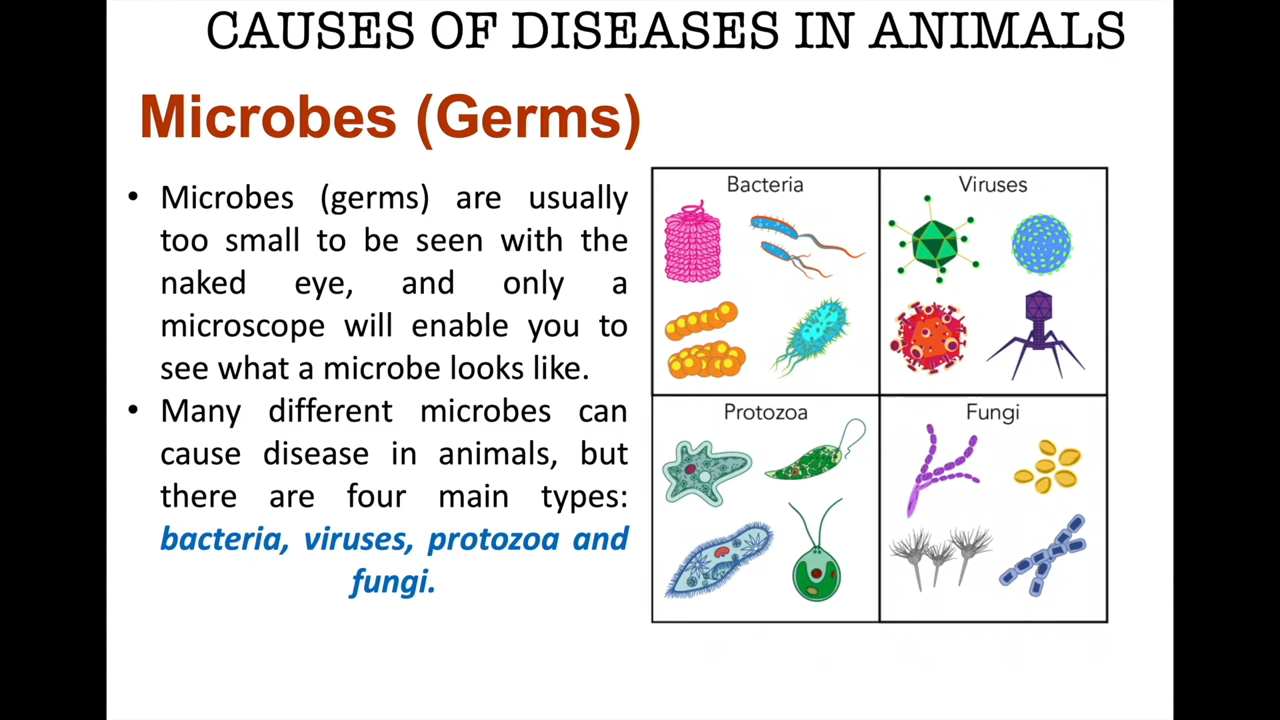 CAUSES OF DISEASES IN ANIMALS
Microbes (Germs)
• Microbes (germs) are usually
too small to be seen with the
naked eye, and only a
microscope will enable you to
see what a microbe looks like.
• Many different microbes can
cause disease in animals, but
there are four main types:
bacteria, viruses, protozoa and
fungi.
Bacteria
Viruses
Protozoa
Fungi